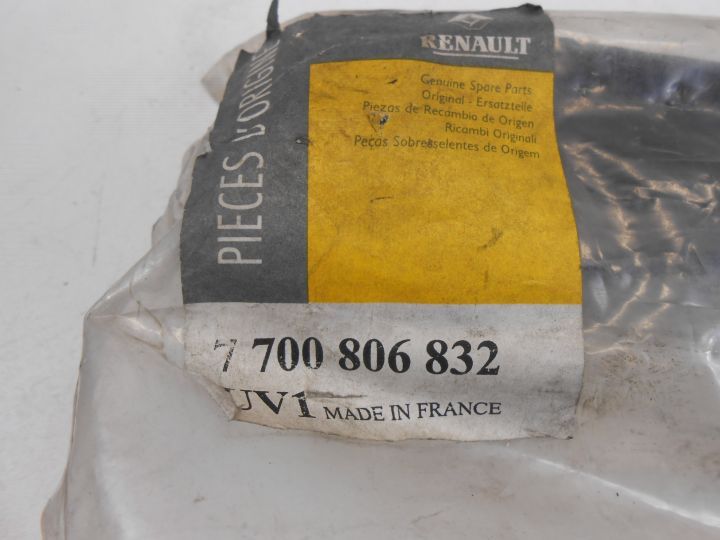 RENAULT
PIECES D'ORIGINE
Genuine Spare Parts
Original - Ersatzteile
Piezas de Recambio de Origen
Ricambi Originali
Peças Sobresselentes de Origem
7 700 806 832
UV1 MADE IN FRANCE